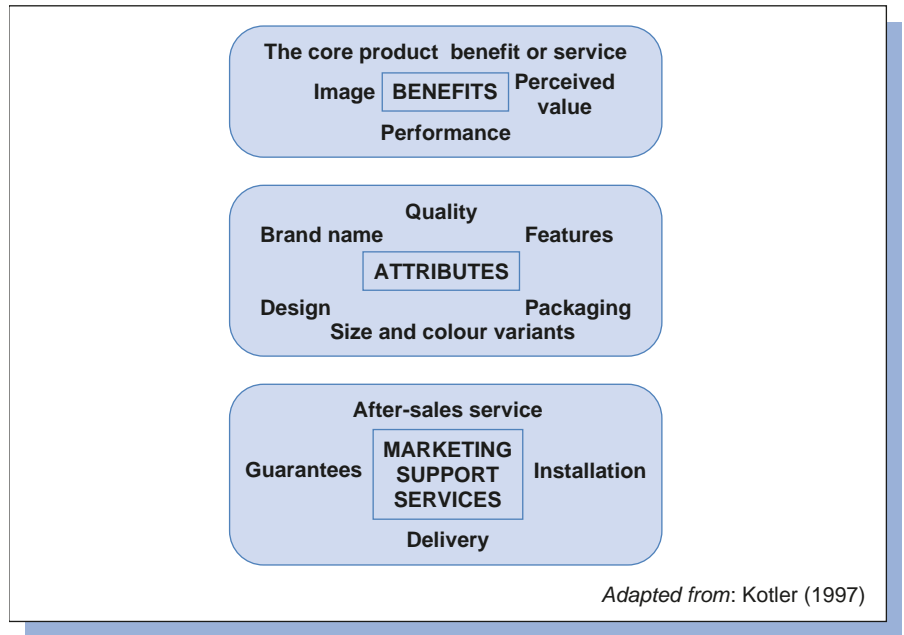 The core product benefit or service
Image BENEFITS Perceived value
Performance
Quality
Brand name Features
ATTRIBUTES
Design Packaging
Size and colour variants
After-sales service
Guarantees MARKETING SUPPORT SERVICES Installation
Delivery
Adapted from: Kotler (1997)